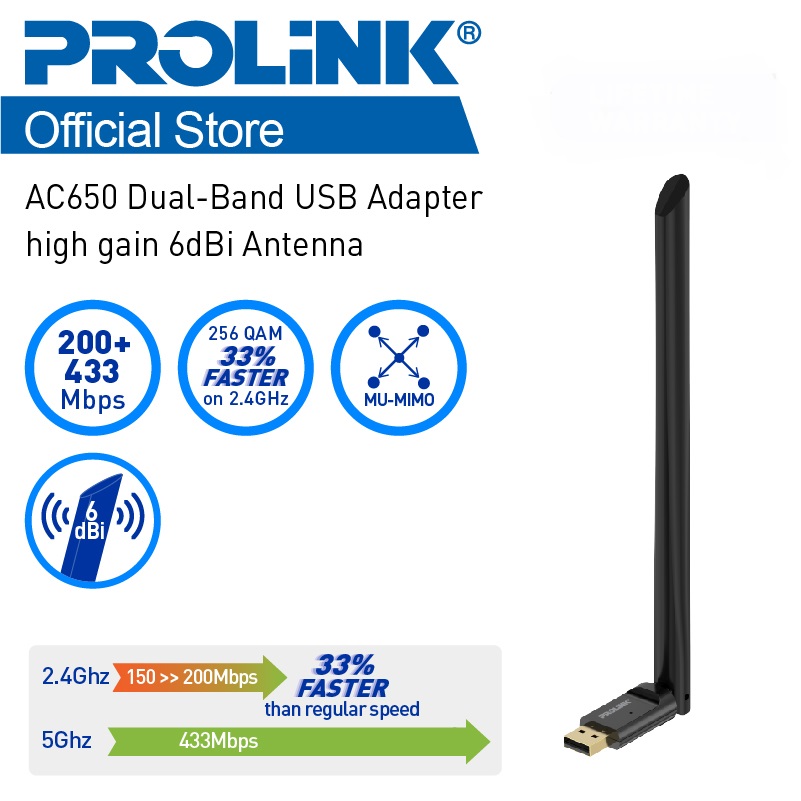 PROLiNK®
Official Store
AC650 Dual-Band USB Adapter
high gain 6dBi Antenna
200+
433
Mbps
256 QAM
33%
FASTER
on 2.4GHz
MU-MIMO
6
dBi
2.4Ghz 150 >> 200Mbps
33%
FASTER
than regular speed
5Ghz 433Mbps
PROLiNK